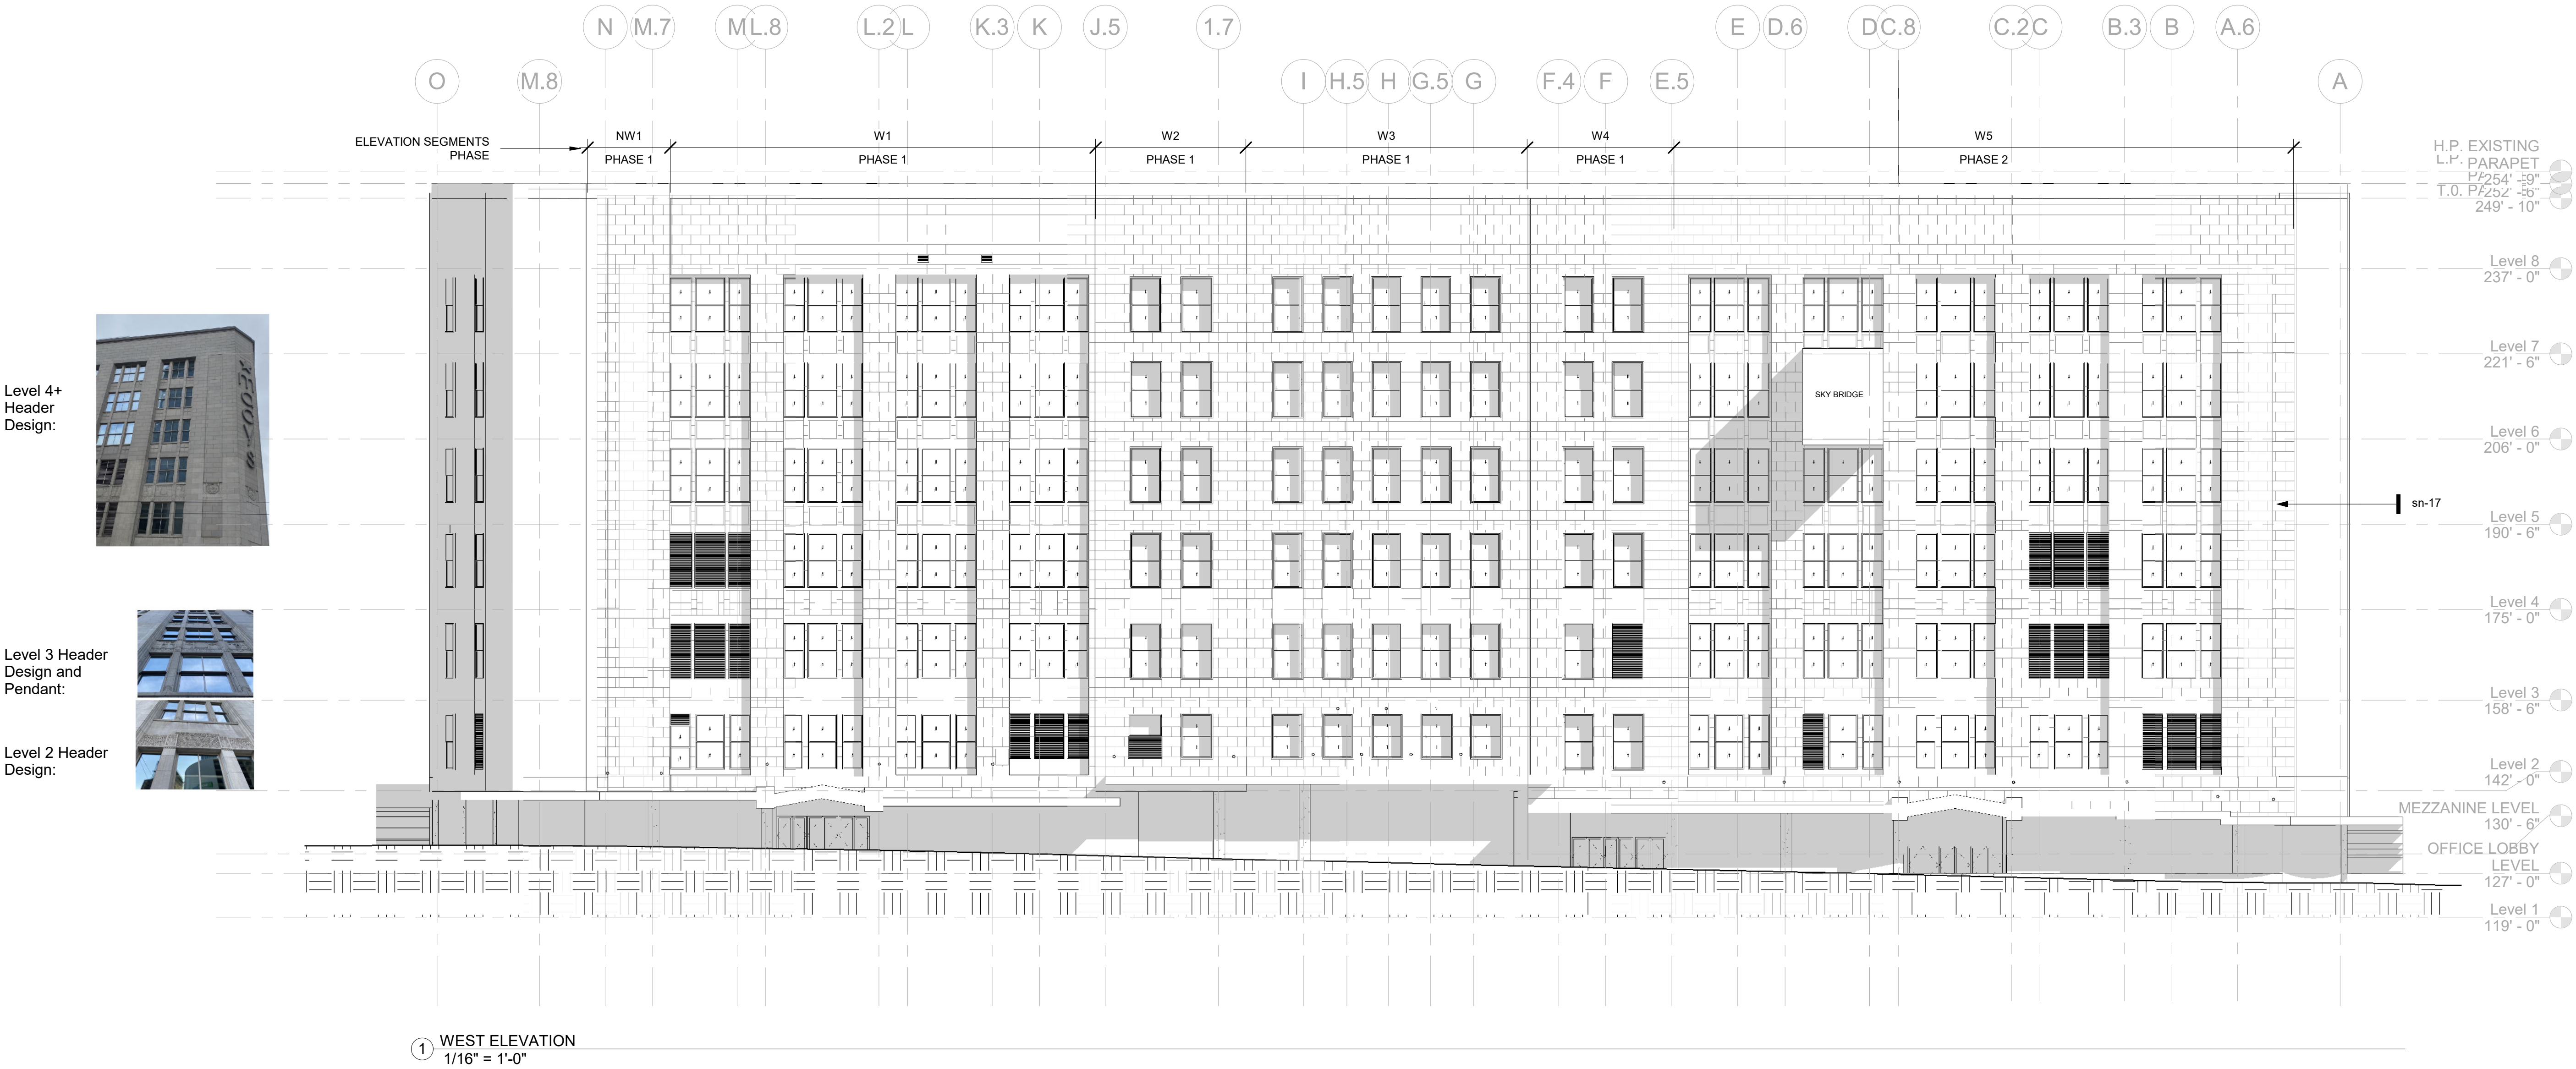 N
M.7
M
L.8
L.2
L
K.3
K
J.5
1.7
E
D.6
D
C.8
C.2
C
B.3
B
A.6
O
M.8
I
H.5
H
G.5
G
F.4
F
E.5
A
ELEVATION SEGMENTS
PHASE
NW1
PHASE 1
W1
PHASE 1
W2
PHASE 1
W3
PHASE 1
W4
PHASE 1
W5
PHASE 2
H.P. EXISTING
PARAPET
254' - 9"
252' - 6"
249' - 10"
Level 8
237' - 0"
Level 7
221' - 6"
Level 6
206' - 0"
Level 5
190' - 6"
Level 4
175' - 0"
Level 3
158' - 6"
Level 2
142' - 0"
MEZZANINE LEVEL
130' - 6"
OFFICE LOBBY
LEVEL
127' - 0"
Level 1
119' - 0"
SKY BRIDGE
sn-17
Level 4+
Header
Design:
Level 3 Header
Design and
Pendant:
Level 2 Header
Design:
1
WEST ELEVATION
1/16" = 1'-0"